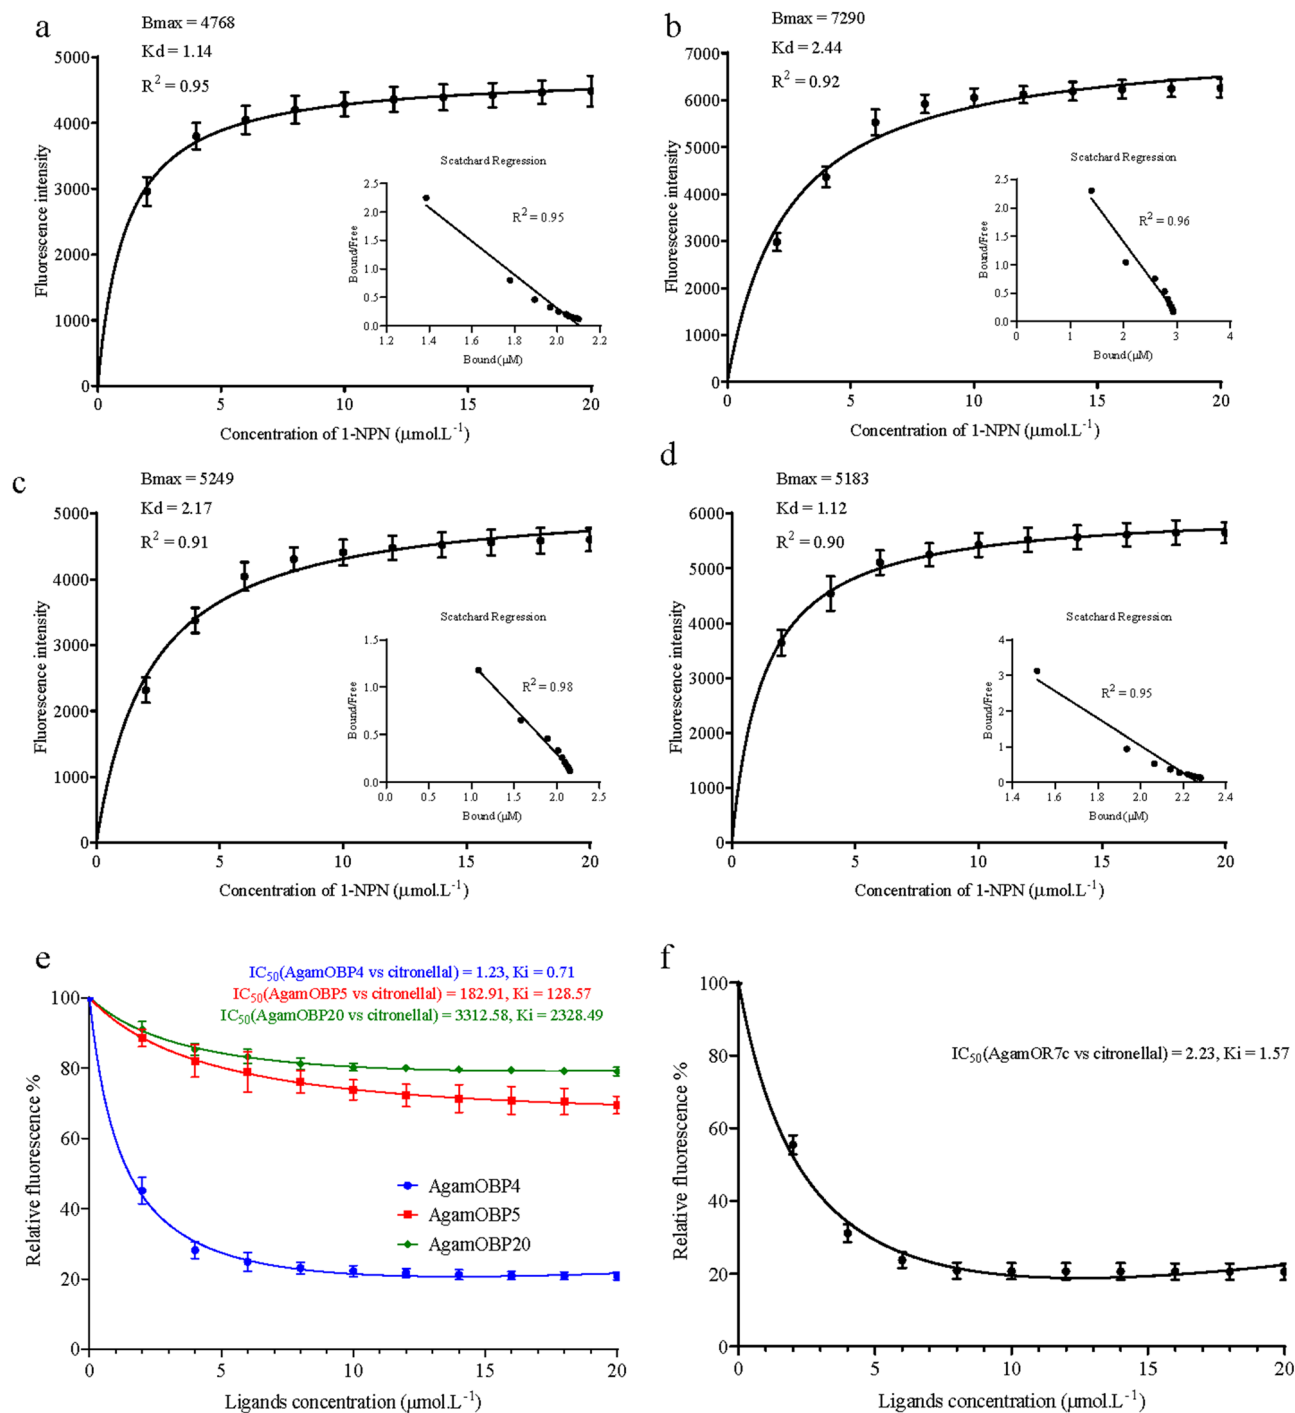 a
Bmax = 4768
Kd = 1.14
R² = 0.95
5000
4000
3000
2000
1000
0
Fluorescence intensity
0 5 10 15 20
Concentration of 1-NPN (μmol.L⁻¹)
Scatchard Regression
R² = 0.95
2.5
2.0
1.5
1.0
0.5
0.0
Bound/Free
1.2 1.4 1.6 1.8 2.0 2.2
Bound(μM)
b
Bmax = 7290
Kd = 2.44
R² = 0.92
7000
6000
5000
4000
3000
2000
1000
0
Fluorescence intensity
0 5 10 15 20
Concentration of 1-NPN (μmol.L⁻¹)
Scatchard Regression
R² = 0.96
2.5
2.0
1.5
1.0
0.5
0.0
Bound/Free
0 1 2 3 4
Bound(μM)
c
Bmax = 5249
Kd = 2.17
R² = 0.91
5000
4000
3000
2000
1000
0
Fluorescence intensity
0 5 10 15 20
Concentration of 1-NPN (μmol.L⁻¹)
Scatchard Regression
R² = 0.98
1.5
1.0
0.5
0.0
Bound/Free
0.0 0.5 1.0 1.5 2.0 2.5
Bound(μM)
d
Bmax = 5183
Kd = 1.12
R² = 0.90
6000
5000
4000
3000
2000
1000
0
Fluorescence intensity
0 5 10 15 20
Concentration of 1-NPN (μmol.L⁻¹)
Scatchard Regression
R² = 0.95
4
3
2
1
0
Bound/Free
1.4 1.6 1.8 2.0 2.2 2.4
Bound(μM)
e
IC₅₀(AgamOBP4 vs citronellal) = 1.23, Ki = 0.71
IC₅₀(AgamOBP5 vs citronellal) = 182.91, Ki = 128.57
IC₅₀(AgamOBP20 vs citronellal) = 3312.58, Ki = 2328.49
100
80
60
40
20
0
Relative fluorescence %
AgamOBP4
AgamOBP5
AgamOBP20
0 5 10 15 20
Ligands concentration (μmol.L⁻¹)
f
IC₅₀(AgamOR7c vs citronellal) = 2.23, Ki = 1.57
100
80
60
40
20
0
Relative fluorescence %
0 5 10 15 20
Ligands concentration (μmol.L⁻¹)